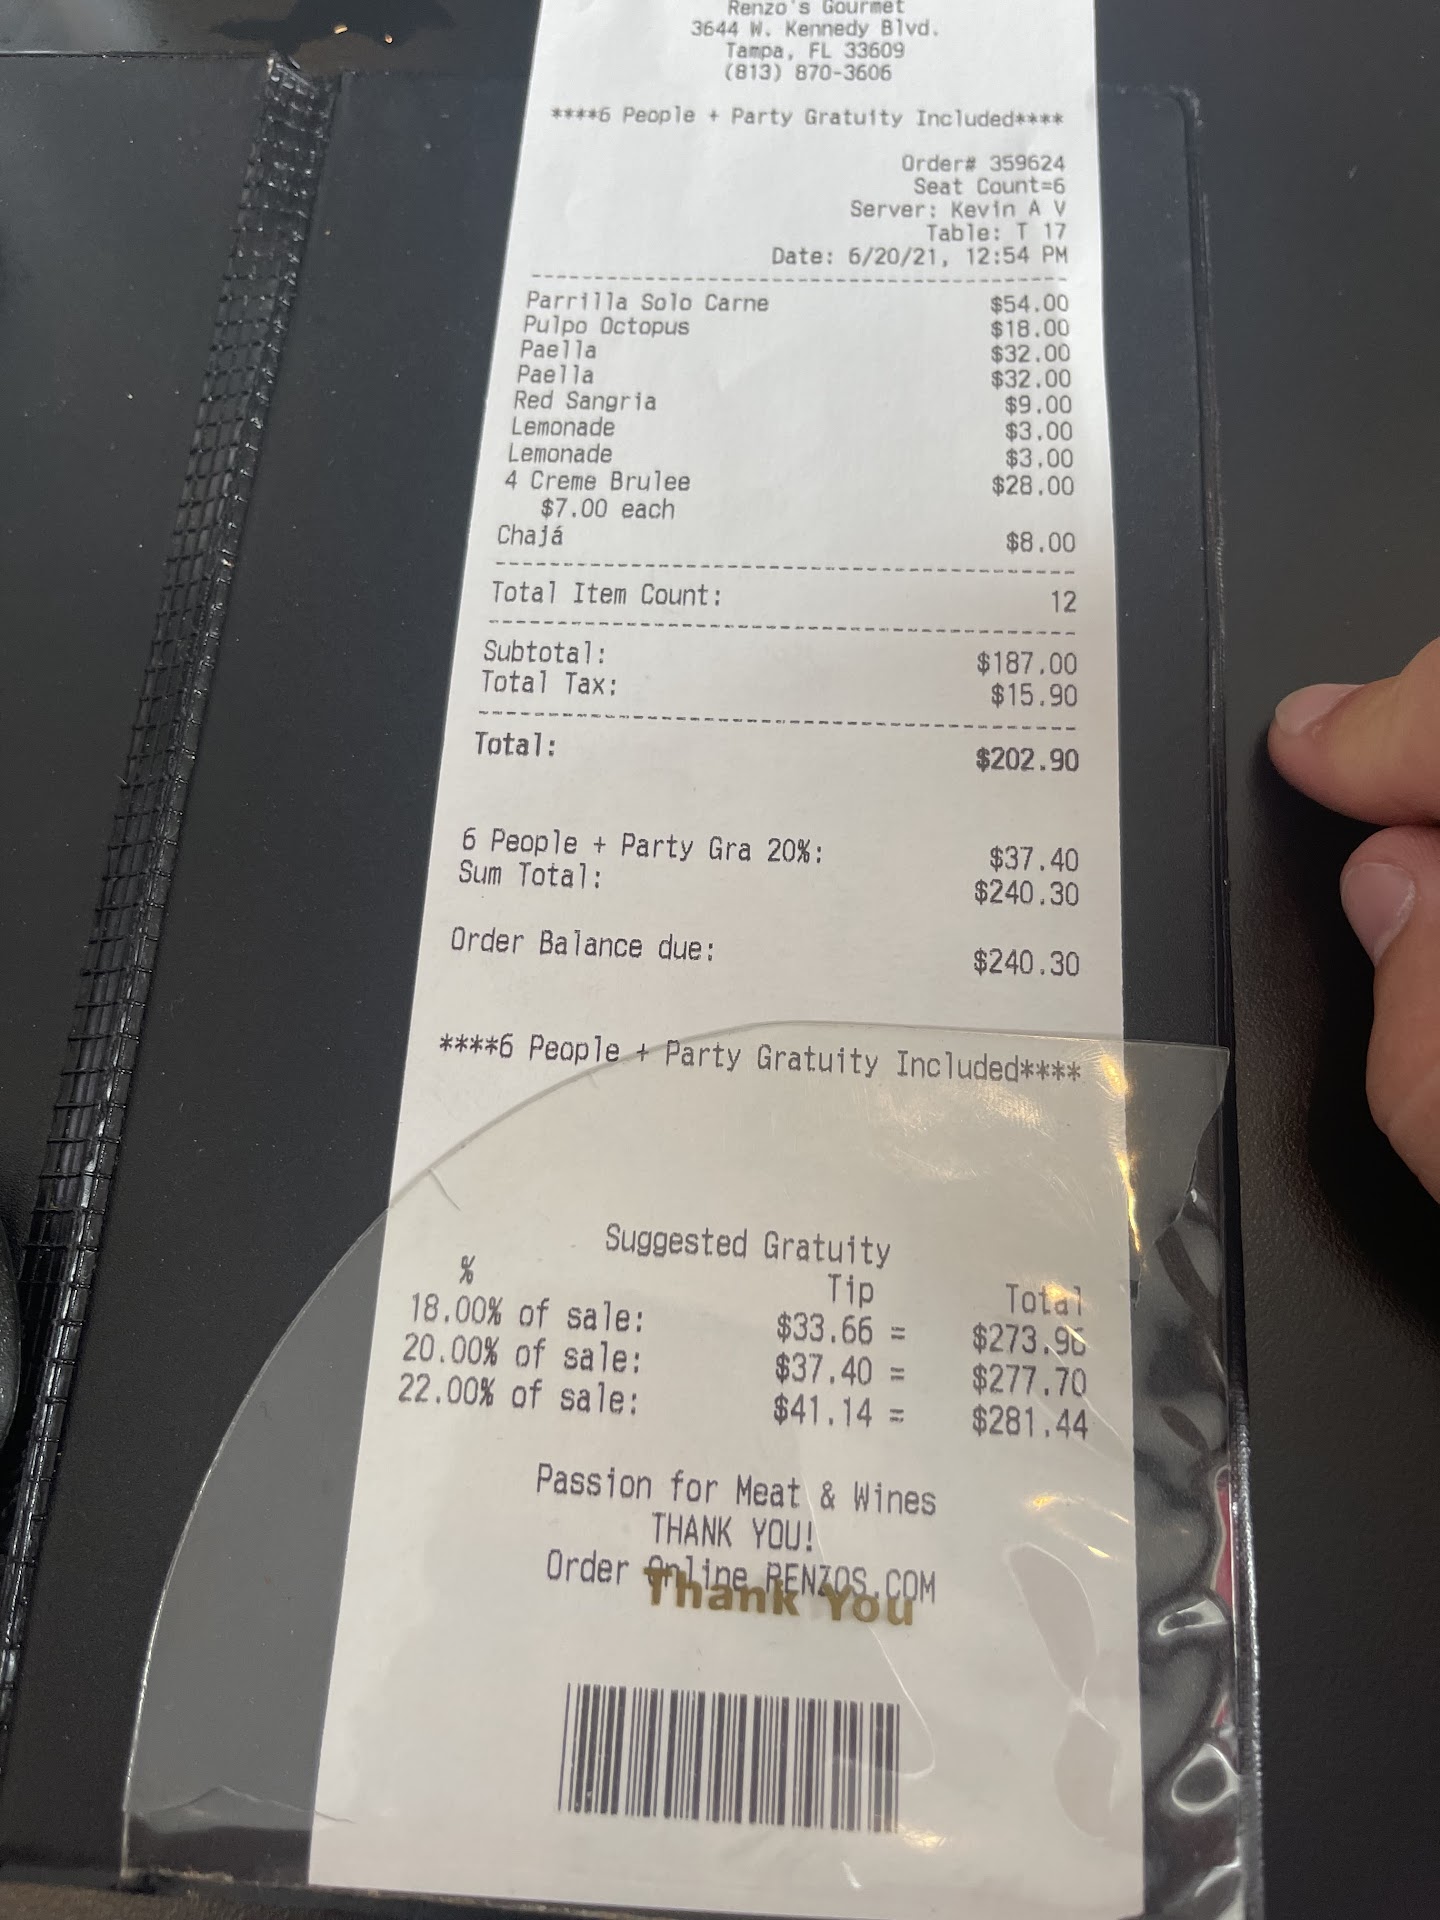 Renzo's Gourmet
3644 W. Kennedy Blvd.
Tampa, FL 33609
(813) 870-3606
****6 People + Party Gratuity Included****
Order# 359624
Seat Count=6
Server: Kevin A V
Table: T 17
Date: 6/20/21, 12:54 PM
Parrilla Solo Carne $54.00
Pulpo Octopus $18.00
Paella $32.00
Paella $32.00
Red Sangria $9.00
Lemonade $3.00
Lemonade $3.00
4 Creme Brulee $28.00
$7.00 each
Chajá $8.00
Total Item Count: 12
Subtotal: $187.00
Total Tax: $15.90
Total: $202.90
6 People + Party Gra 20%: $37.40
Sum Total: $240.30
Order Balance due: $240.30
****6 People + Party Gratuity Included****
Suggested Gratuity
% Tip Total
18.00% of sale: $33.66 = $273.96
20.00% of sale: $37.40 = $277.70
22.00% of sale: $41.14 = $281.44
Passion for Meat & Wines
THANK YOU!
Order Online RENZOS.COM
Thank You